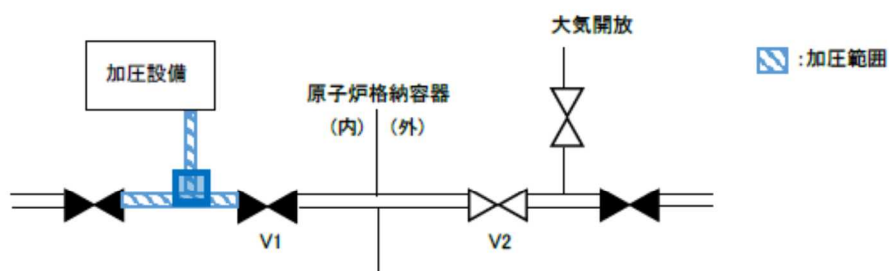 大気開放
加圧設備
:加圧範囲
原子炉格納容器
(内) (外)
V1
V2